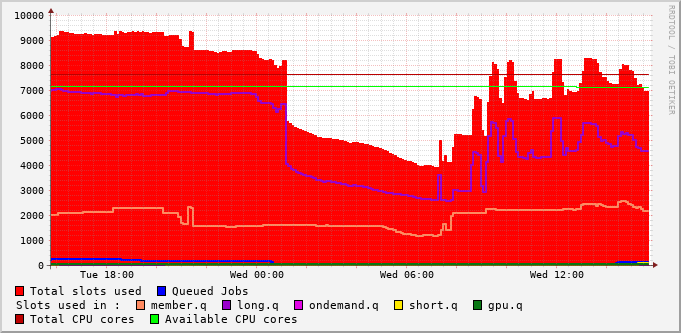 RRDTOOL / TOBI OETIKER
10000
9000
8000
7000
6000
5000
4000
3000
2000
1000
0
Tue 18:00 Wed 00:00 Wed 06:00 Wed 12:00
Total slots used Queued Jobs
Slots used in : member.q long.q ondemand.q short.q gpu.q
Total CPU cores Available CPU cores